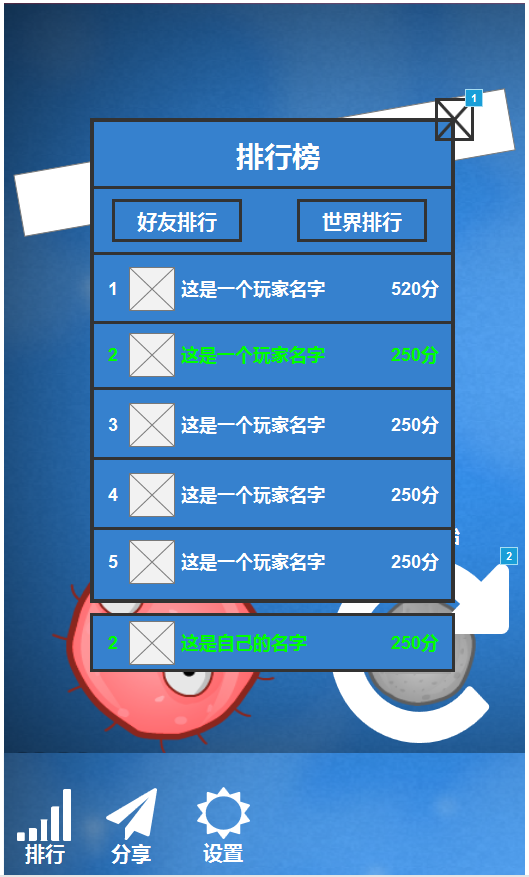 1
排行榜
好友排行 世界排行
1 这是一个玩家名字 520分
2 这是一个玩家名字 250分
3 这是一个玩家名字 250分
4 这是一个玩家名字 250分
5 这是一个玩家名字 250分
2
2 这是自己的名字 250分
排行 分享 设置